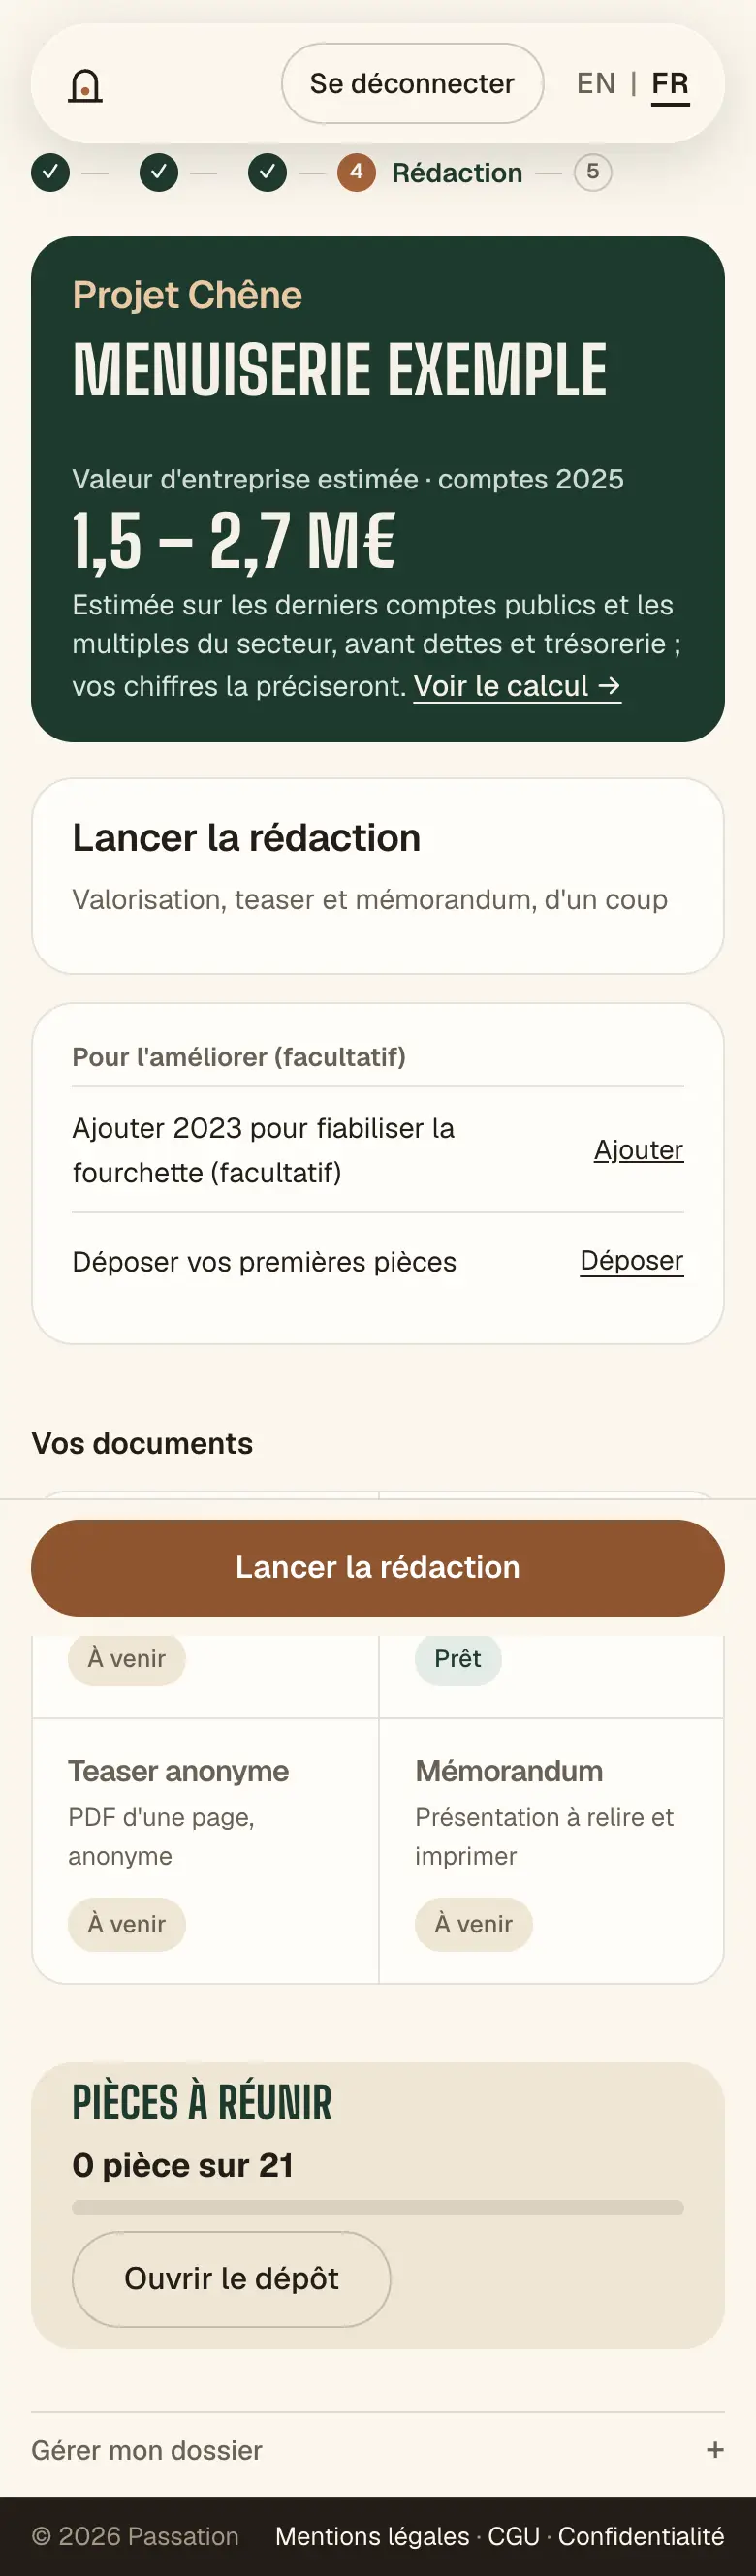 Se déconnecter EN | FR
4 Rédaction 5
Projet Chêne
MENUISERIE EXEMPLE
Valeur d'entreprise estimée · comptes 2025
1,5 – 2,7 M€
Estimée sur les derniers comptes publics et les
multiples du secteur, avant dettes et trésorerie ;
vos chiffres la préciseront. Voir le calcul →
Lancer la rédaction
Valorisation, teaser et mémorandum, d'un coup
Pour l'améliorer (facultatif)
Ajouter 2023 pour fiabiliser la
fourchette (facultatif)
Ajouter
Déposer vos premières pièces
Déposer
Vos documents
Lancer la rédaction
À venir
Prêt
Teaser anonyme
PDF d'une page,
anonyme
À venir
Mémorandum
Présentation à relire et
imprimer
À venir
PIÈCES À RÉUNIR
0 pièce sur 21
Ouvrir le dépôt
Gérer mon dossier +
© 2026 Passation Mentions légales · CGU · Confidentialité